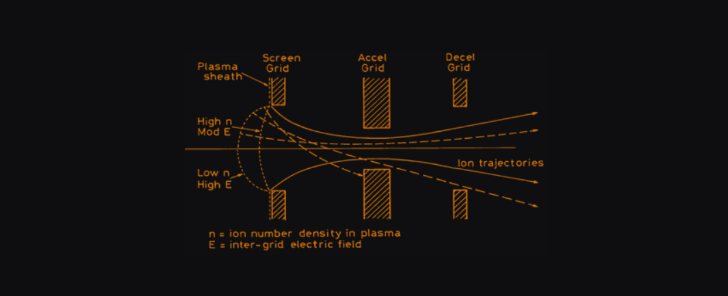 Screen
Grid
Accel
Grid
Decel
Grid
Plasma
sheath
High n
Mod E
Low n
High E
Ion trajectories
n = ion number density in plasma
E = inter-grid electric field